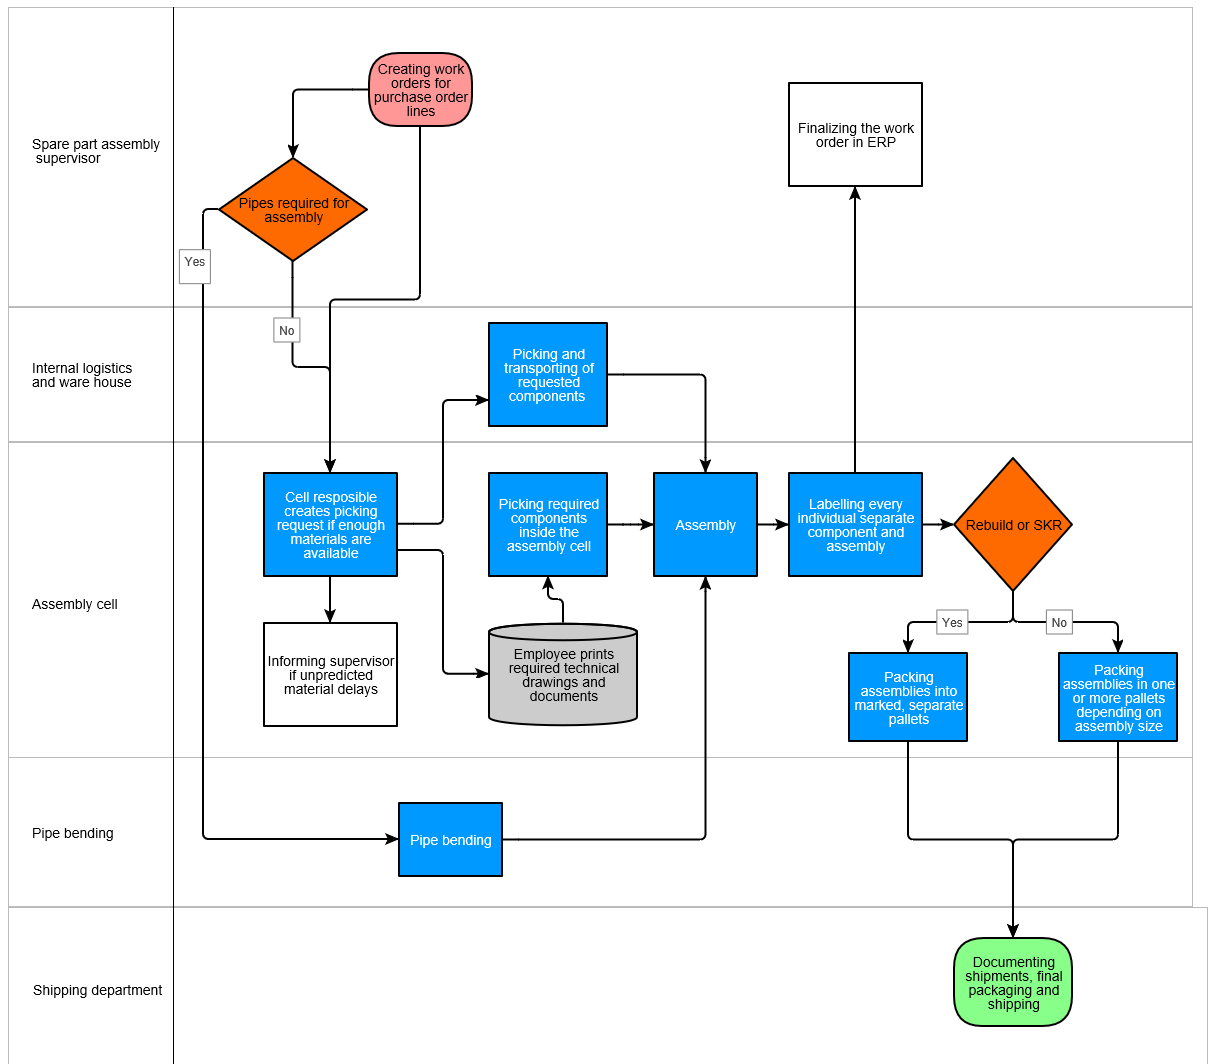 Creating work
orders for
purchase order
lines
Spare part assembly
supervisor
Finalizing the work
order in ERP
Pipes required for
assembly
Yes
No
Internal logistics
and ware house
Picking and
transporting of
requested
components
Cell resposible
creates picking
request if enough
materials are
available
Picking required
components
inside the
assembly cell
Assembly
Labelling every
individual separate
component and
assembly
Rebuild or SKR
Assembly cell
Yes
No
Informing supervisor
if unpredicted
material delays
Employee prints
required technical
drawings and
documents
Packing
assemblies into
marked, separate
pallets
Packing
assemblies in one
or more pallets
depending on
assembly size
Pipe bending
Pipe bending
Shipping department
Documenting
shipments, final
packaging and
shipping